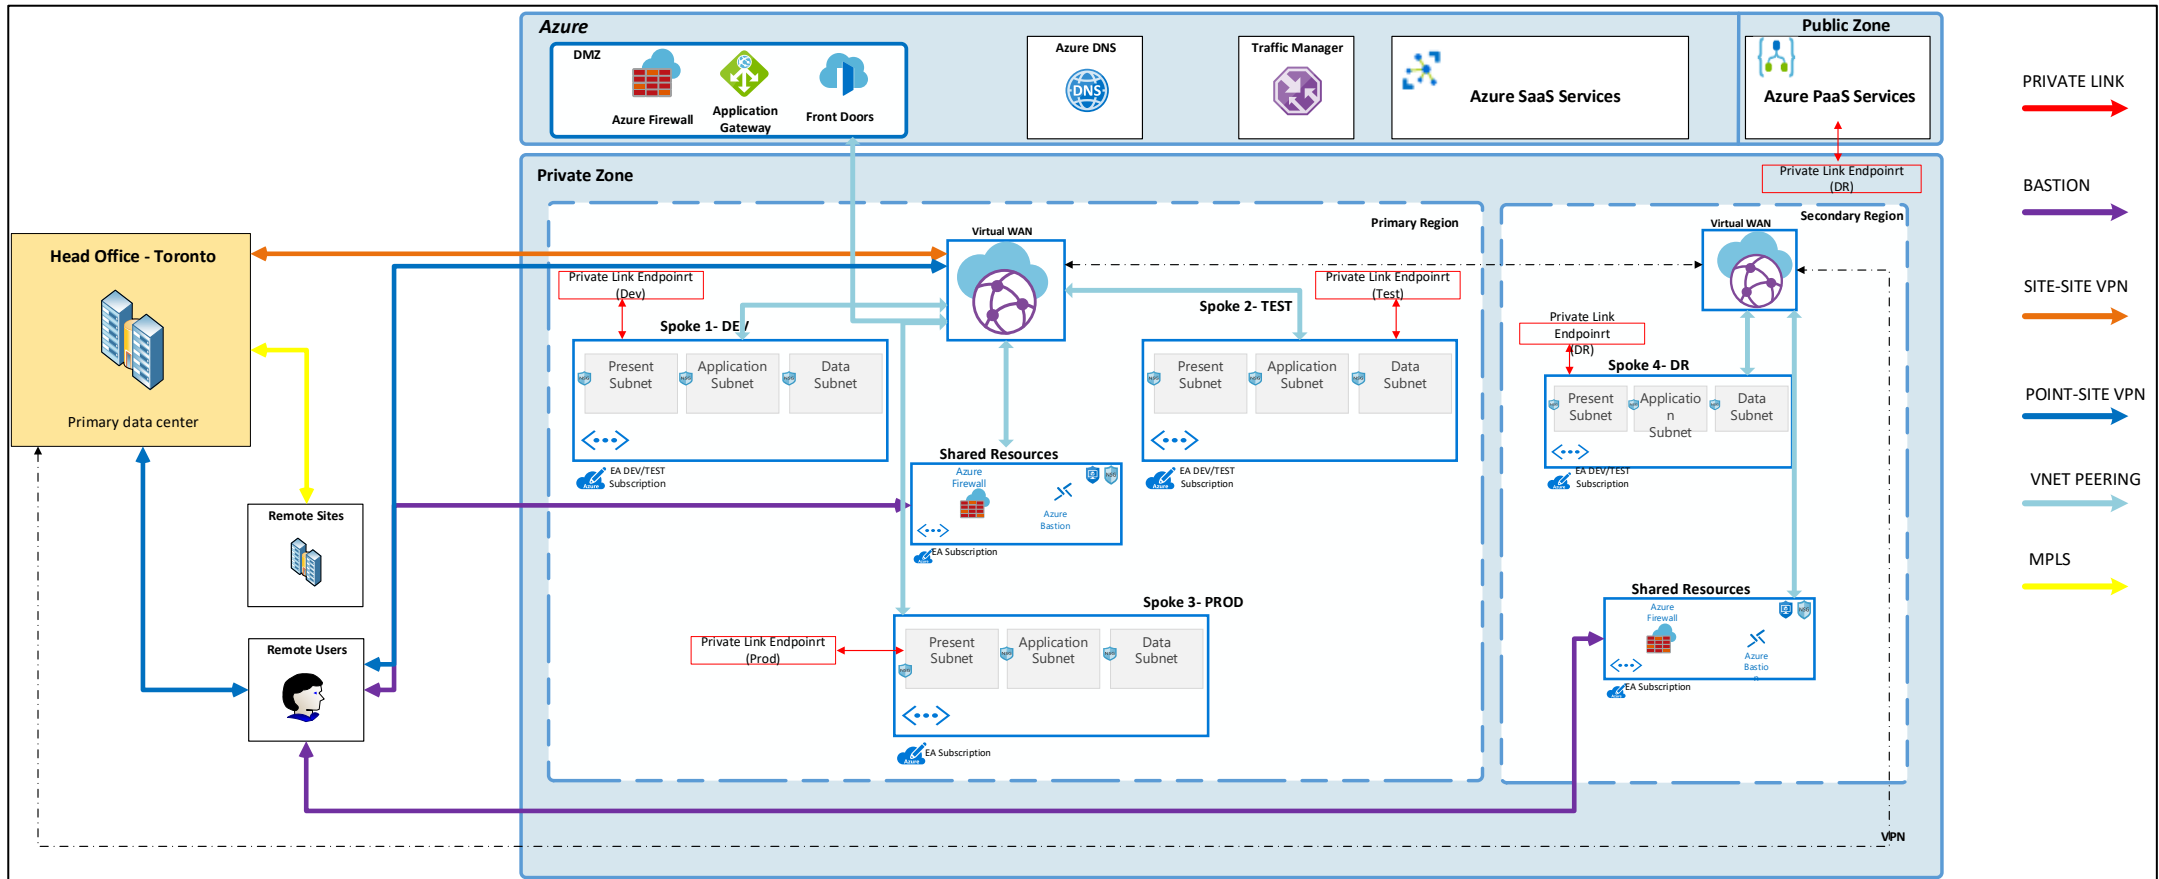 Azure
DMZ
Azure Firewall
Application
Gateway
Front Doors
Azure DNS
DNS
Traffic Manager
Azure SaaS Services
Public Zone
Azure PaaS Services
Private Link Endpoinrt
(DR)
PRIVATE LINK
BASTION
SITE-SITE VPN
POINT-SITE VPN
VNET PEERING
MPLS
Head Office - Toronto
Primary data center
Remote Sites
Remote Users
Private Zone
Primary Region
Virtual WAN
Private Link Endpoinrt
(Dev)
Spoke 1- DEV
Present
Subnet
Application
Subnet
Data
Subnet
Azure
EA DEV/TEST
Subscription
Spoke 2- TEST
Private Link Endpoinrt
(Test)
Present
Subnet
Application
Subnet
Data
Subnet
Azure
EA DEV/TEST
Subscription
Shared Resources
Azure
Firewall
Azure
Bastion
EA Subscription
Spoke 3- PROD
Private Link Endpoinrt
(Prod)
Present
Subnet
Application
Subnet
Data
Subnet
Azure
EA Subscription
Secondary Region
Virtual WAN
Private Link
Endpoinrt
(DR)
Spoke 4- DR
Present
Subnet
Applicatio
n
Subnet
Data
Subnet
Azure
EA DEV/TEST
Subscription
Shared Resources
Azure
Firewall
Azure
Bastio
n
EA Subscription
VPN